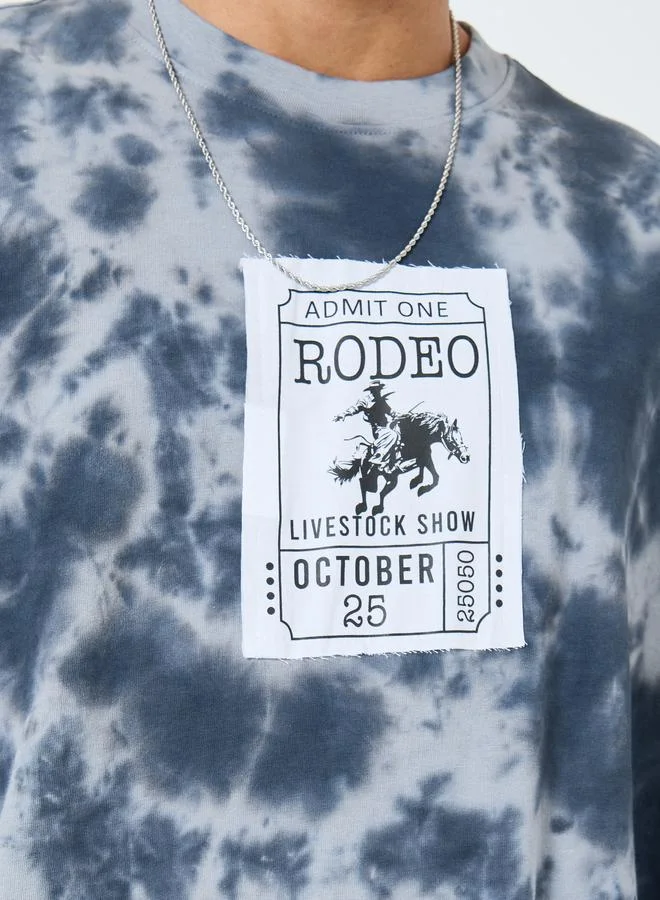 ADMIT ONE
RODEO
LIVESTOCK SHOW
OCTOBER
25
25050